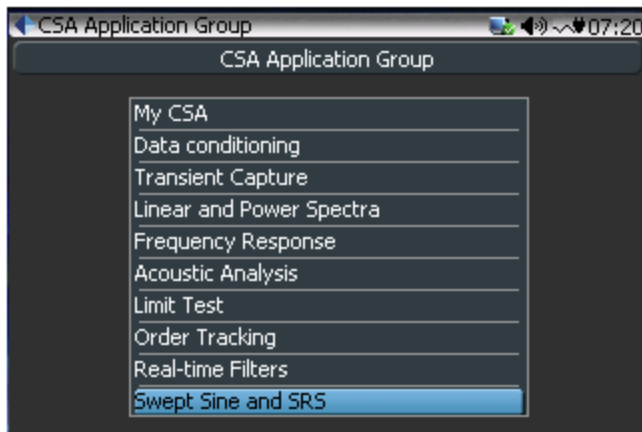 CSA Application Group
07:20
CSA Application Group
My CSA
Data conditioning
Transient Capture
Linear and Power Spectra
Frequency Response
Acoustic Analysis
Limit Test
Order Tracking
Real-time Filters
Swept Sine and SRS